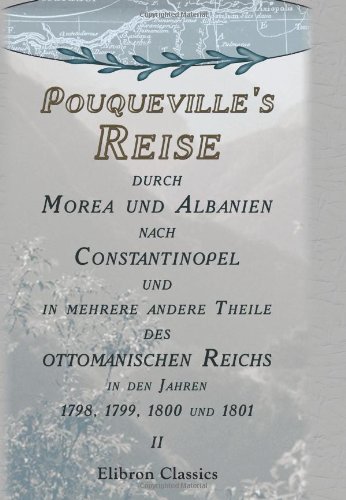 POUQUEVILLE'S
REISE
DURCH
MOREA UND ALBANIEN
NACH
CONSTANTINOPEL
UND
IN MEHRERE ANDERE THEILE
DES
OTTOMANISCHEN REICHS
IN DEN JAHREN
1798, 1799, 1800 UND 1801
II
Elibron Classics